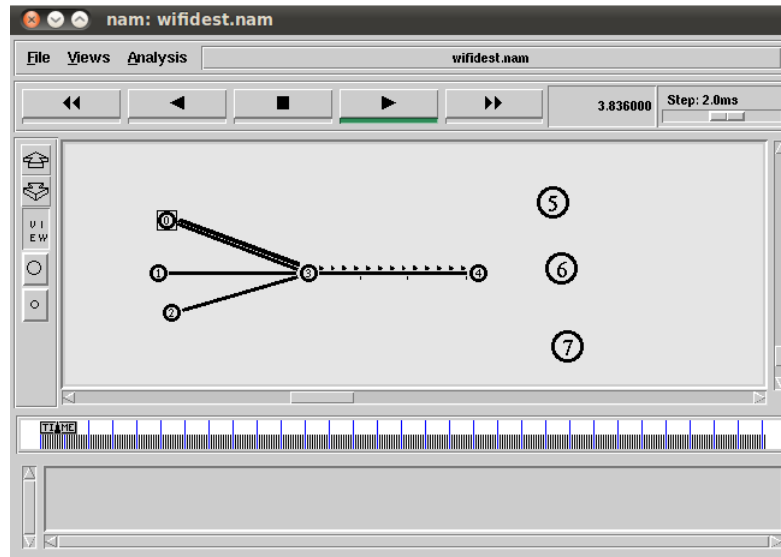 nam: wifidest.nam
File Views Analysis wifidest.nam
3.836000 Step: 2.0ms
V I
E W
0
1
2
3
4
5
6
7
TIME